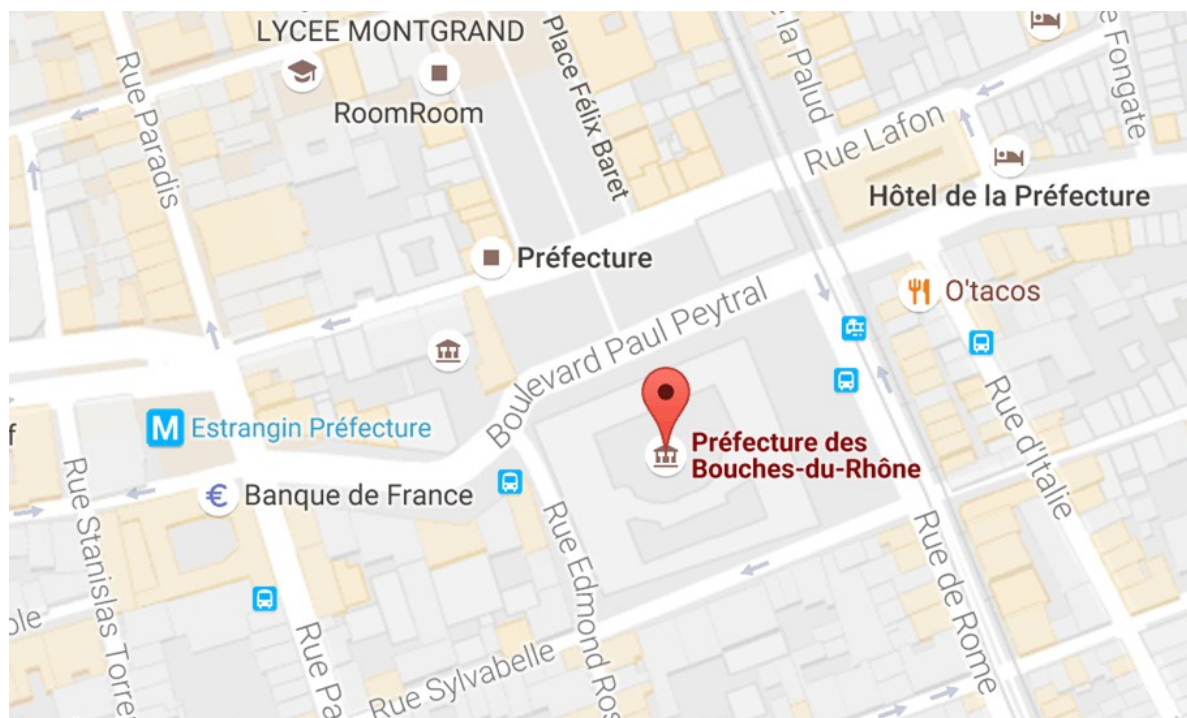 LYCEE MONTGRAND
RoomRoom
Place Félix Baret
la Palud
Fongate
Rue Paradis
Rue Lafon
Hôtel de la Préfecture
Préfecture
O'tacos
Boulevard Paul Peytral
M Estrangin Préfecture
Préfecture des
Bouches-du-Rhône
€ Banque de France
Rue d'Italie
Rue Stanislas Torre
Rue Edmond Ros
Rue de Rome
Rue Pa
Rue Sylvabelle